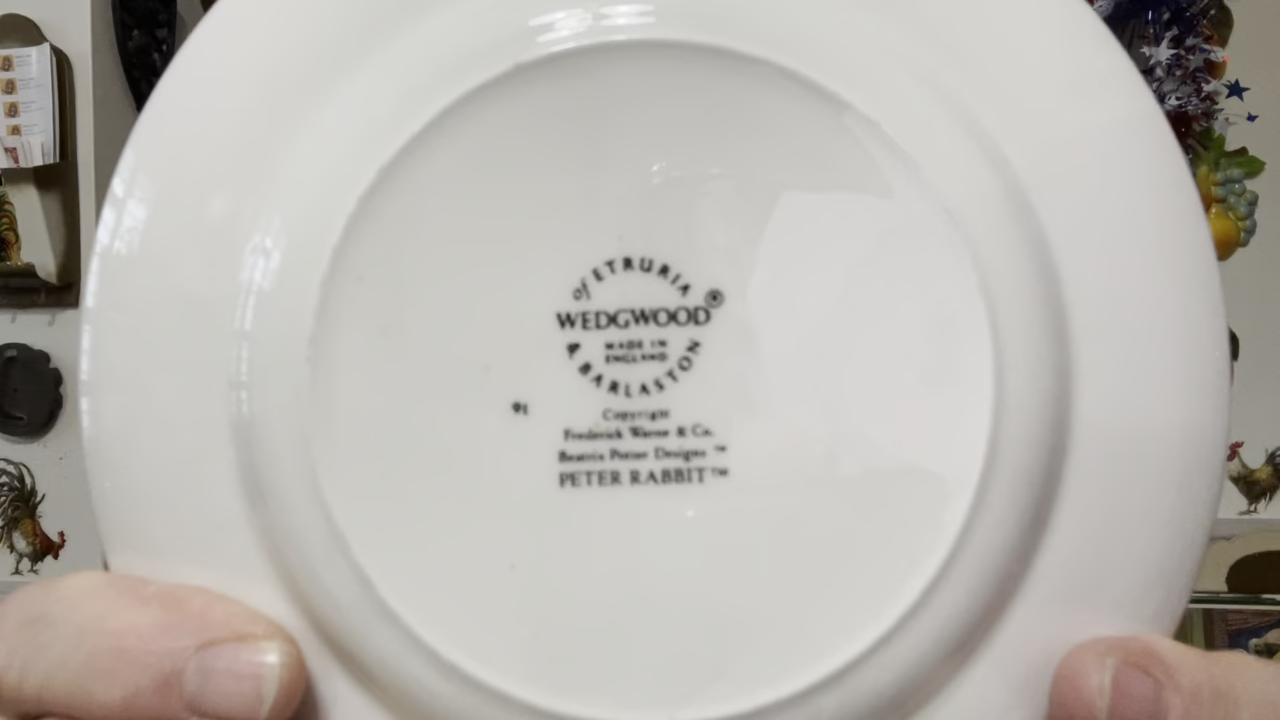 of ETRURIA
WEDGWOOD®
MADE IN
ENGLAND
& BARLASTON
91
Copyright
Frederick Warne & Co.
Beatrix Potter Designs ™
PETER RABBIT™